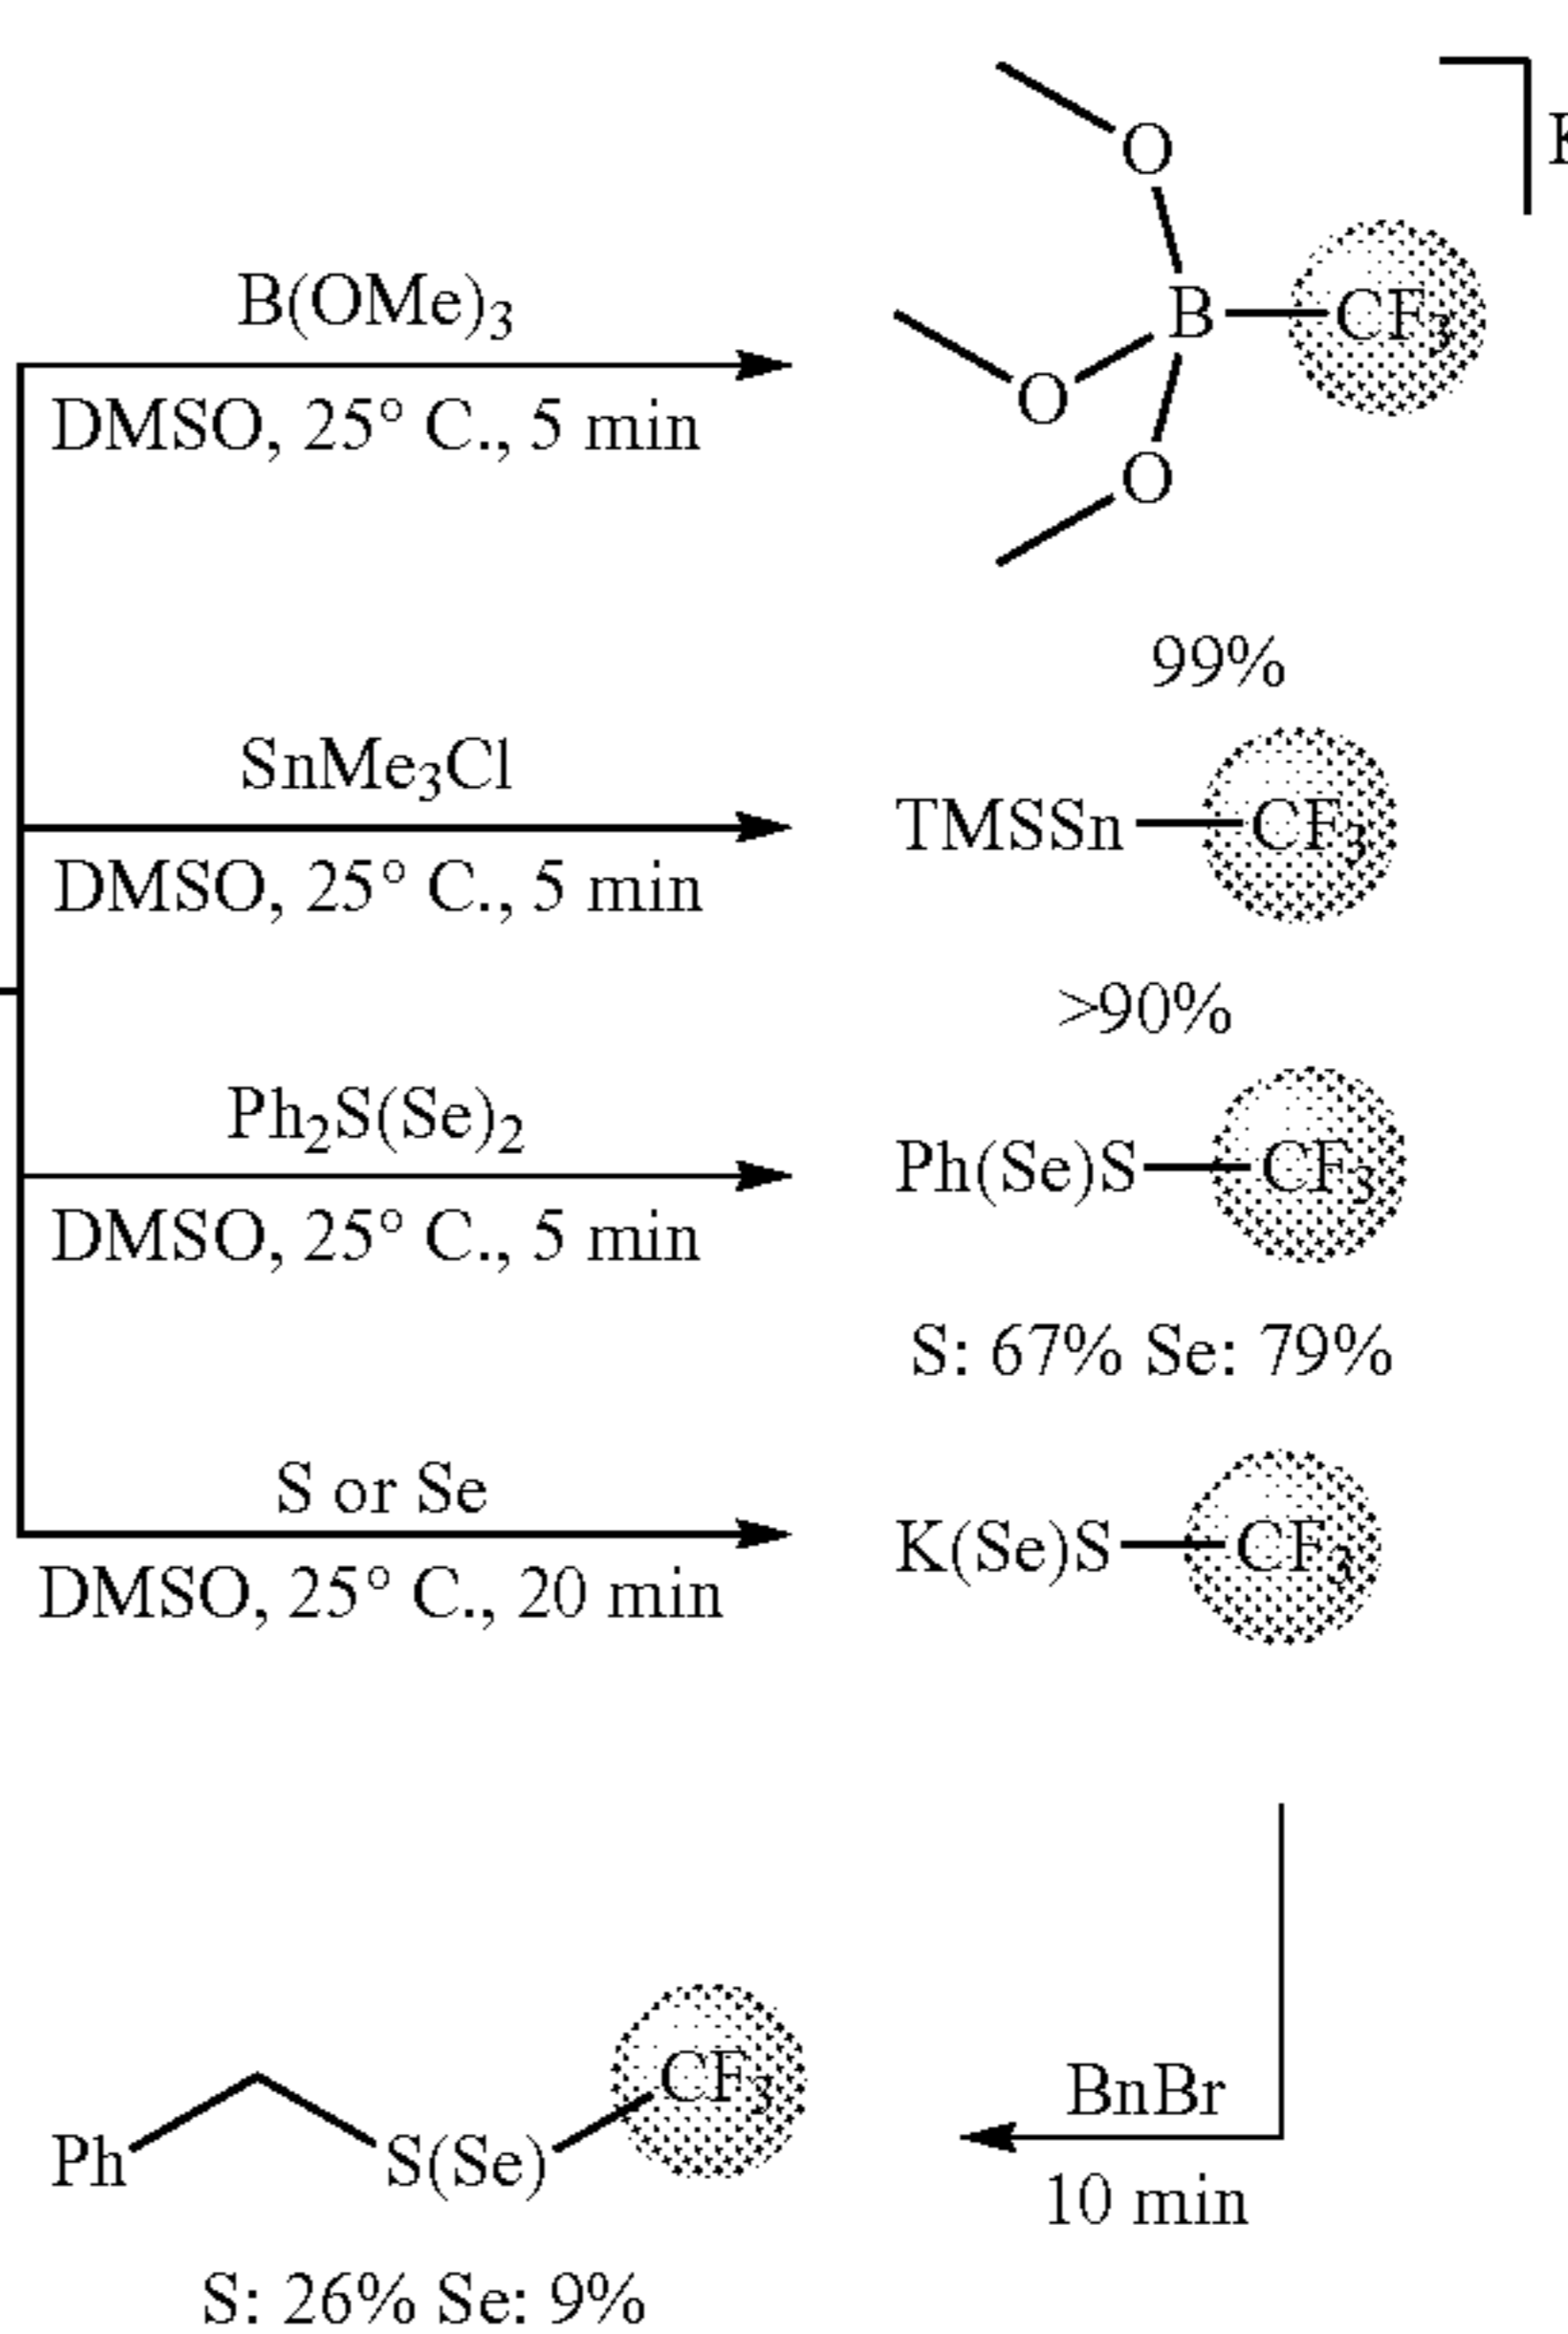 O
K
B(OMe)3
B CF3
DMSO, 25° C., 5 min
O
O
99%
SnMe3Cl
TMSSn CF3
DMSO, 25° C., 5 min
>90%
Ph2S(Se)2
Ph(Se)S CF3
DMSO, 25° C., 5 min
S: 67% Se: 79%
S or Se
K(Se)S CF3
DMSO, 25° C., 20 min
CF3
BnBr
Ph S(Se)
10 min
S: 26% Se: 9%